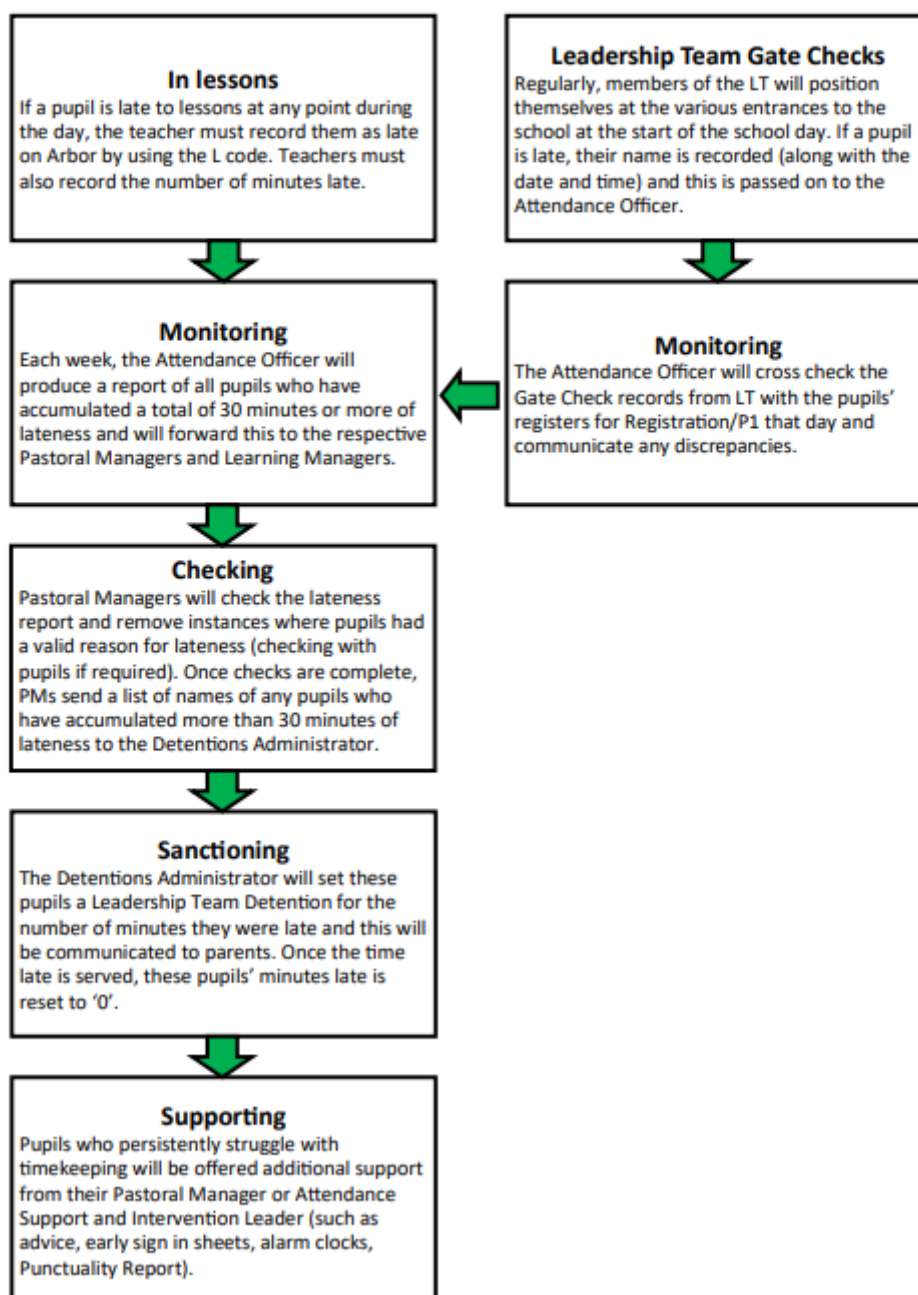 In lessons
If a pupil is late to lessons at any point during
the day, the teacher must record them as late
on Arbor by using the L code. Teachers must
also record the number of minutes late.
Leadership Team Gate Checks
Regularly, members of the LT will position
themselves at the various entrances to the
school at the start of the school day. If a pupil
is late, their name is recorded (along with the
date and time) and this is passed on to the
Attendance Officer.
Monitoring
Each week, the Attendance Officer will
produce a report of all pupils who have
accumulated a total of 30 minutes or more of
lateness and will forward this to the respective
Pastoral Managers and Learning Managers.
Monitoring
The Attendance Officer will cross check the
Gate Check records from LT with the pupils’
registers for Registration/P1 that day and
communicate any discrepancies.
Checking
Pastoral Managers will check the lateness
report and remove instances where pupils had
a valid reason for lateness (checking with
pupils if required). Once checks are complete,
PMs send a list of names of any pupils who
have accumulated more than 30 minutes of
lateness to the Detentions Administrator.
Sanctioning
The Detentions Administrator will set these
pupils a Leadership Team Detention for the
number of minutes they were late and this will
be communicated to parents. Once the time
late is served, these pupils’ minutes late is
reset to ‘0’.
Supporting
Pupils who persistently struggle with
timekeeping will be offered additional support
from their Pastoral Manager or Attendance
Support and Intervention Leader (such as
advice, early sign in sheets, alarm clocks,
Punctuality Report).